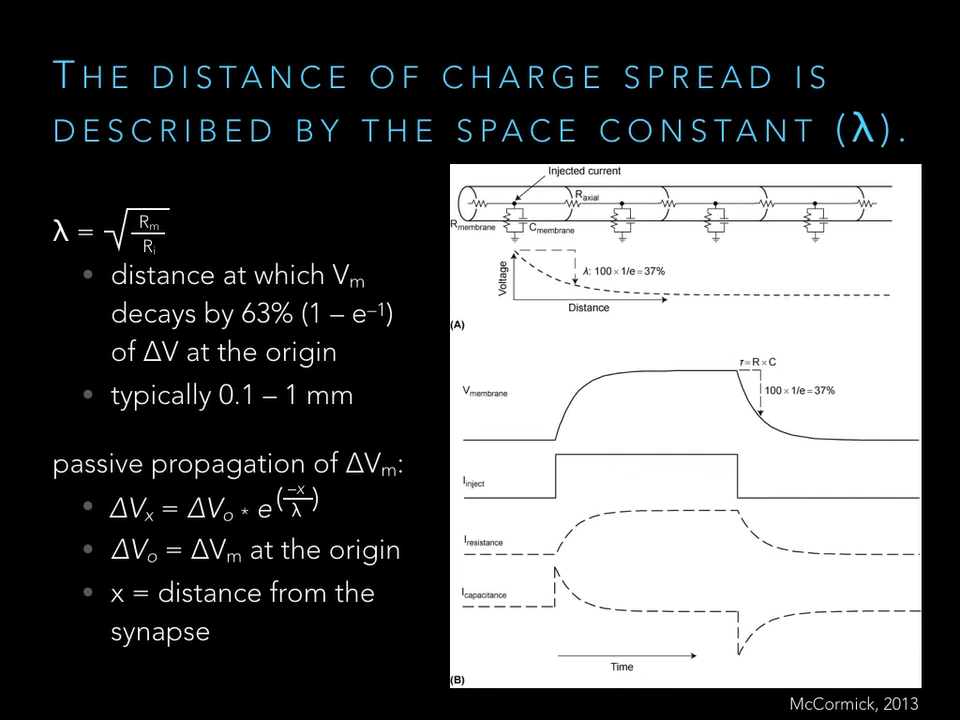 THE DISTANCE OF CHARGE SPREAD IS
DESCRIBED BY THE SPACE CONSTANT (λ).
λ = √(Rm / Ri)
• distance at which Vm
decays by 63% (1 – e⁻¹)
of ΔV at the origin
• typically 0.1 – 1 mm
passive propagation of ΔVm:
• ΔVx = ΔVo * e^(–x/λ)
• ΔVo = ΔVm at the origin
• x = distance from the
synapse
Injected current
Raxial
Rmembrane
Cmembrane
Voltage
λ: 100 × 1/e = 37%
Distance
(A)
τ=R×C
Vmembrane
100 × 1/e = 37%
Iinject
Iresistance
Icapacitance
Time
(B)
McCormick, 2013